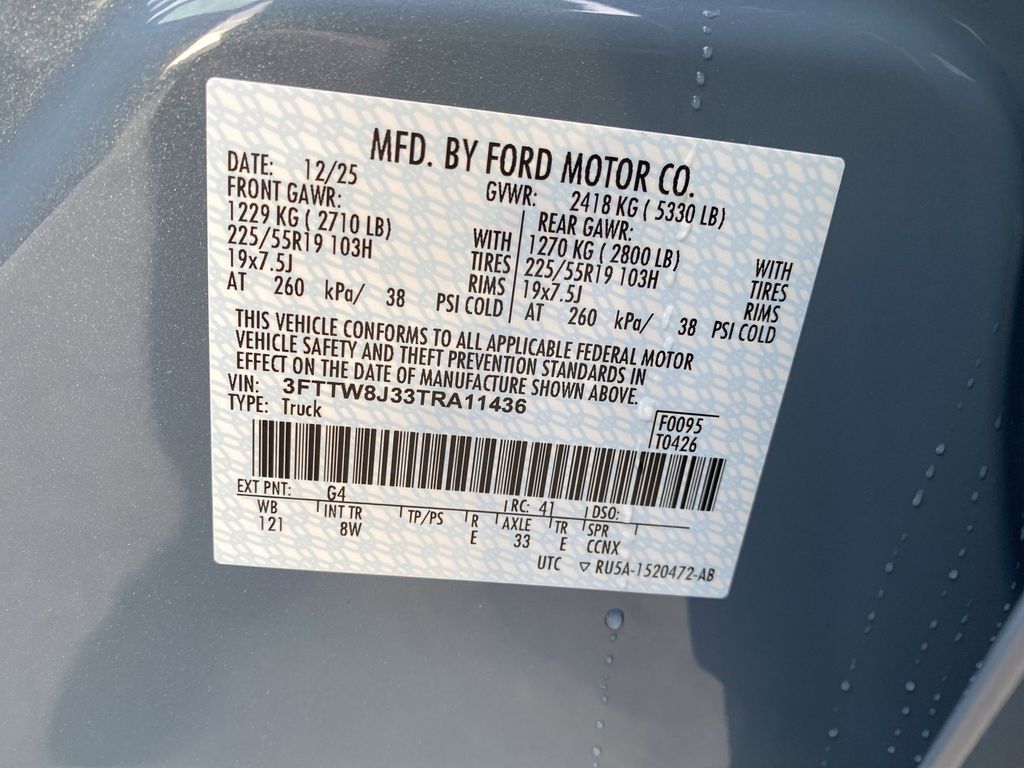 MFD. BY FORD MOTOR CO.
DATE: 12/25 GVWR: 2418 KG ( 5330 LB)
FRONT GAWR: REAR GAWR:
1229 KG ( 2710 LB) WITH 1270 KG ( 2800 LB) WITH
225/55R19 103H TIRES 225/55R19 103H TIRES
19x7.5J RIMS 19x7.5J RIMS
AT 260 kPa/ 38 PSI COLD AT 260 kPa/ 38 PSI COLD
THIS VEHICLE CONFORMS TO ALL APPLICABLE FEDERAL MOTOR
VEHICLE SAFETY AND THEFT PREVENTION STANDARDS IN
EFFECT ON THE DATE OF MANUFACTURE SHOWN ABOVE.
VIN: 3FTTW8J33TRA11436
TYPE: Truck
F0095
T0426
EXT PNT: G4 RC: 41 DSO:
WB INT TR TP/PS R AXLE TR SPR
121 8W E 33 E CCNX
UTC ▽ RU5A-1520472-AB